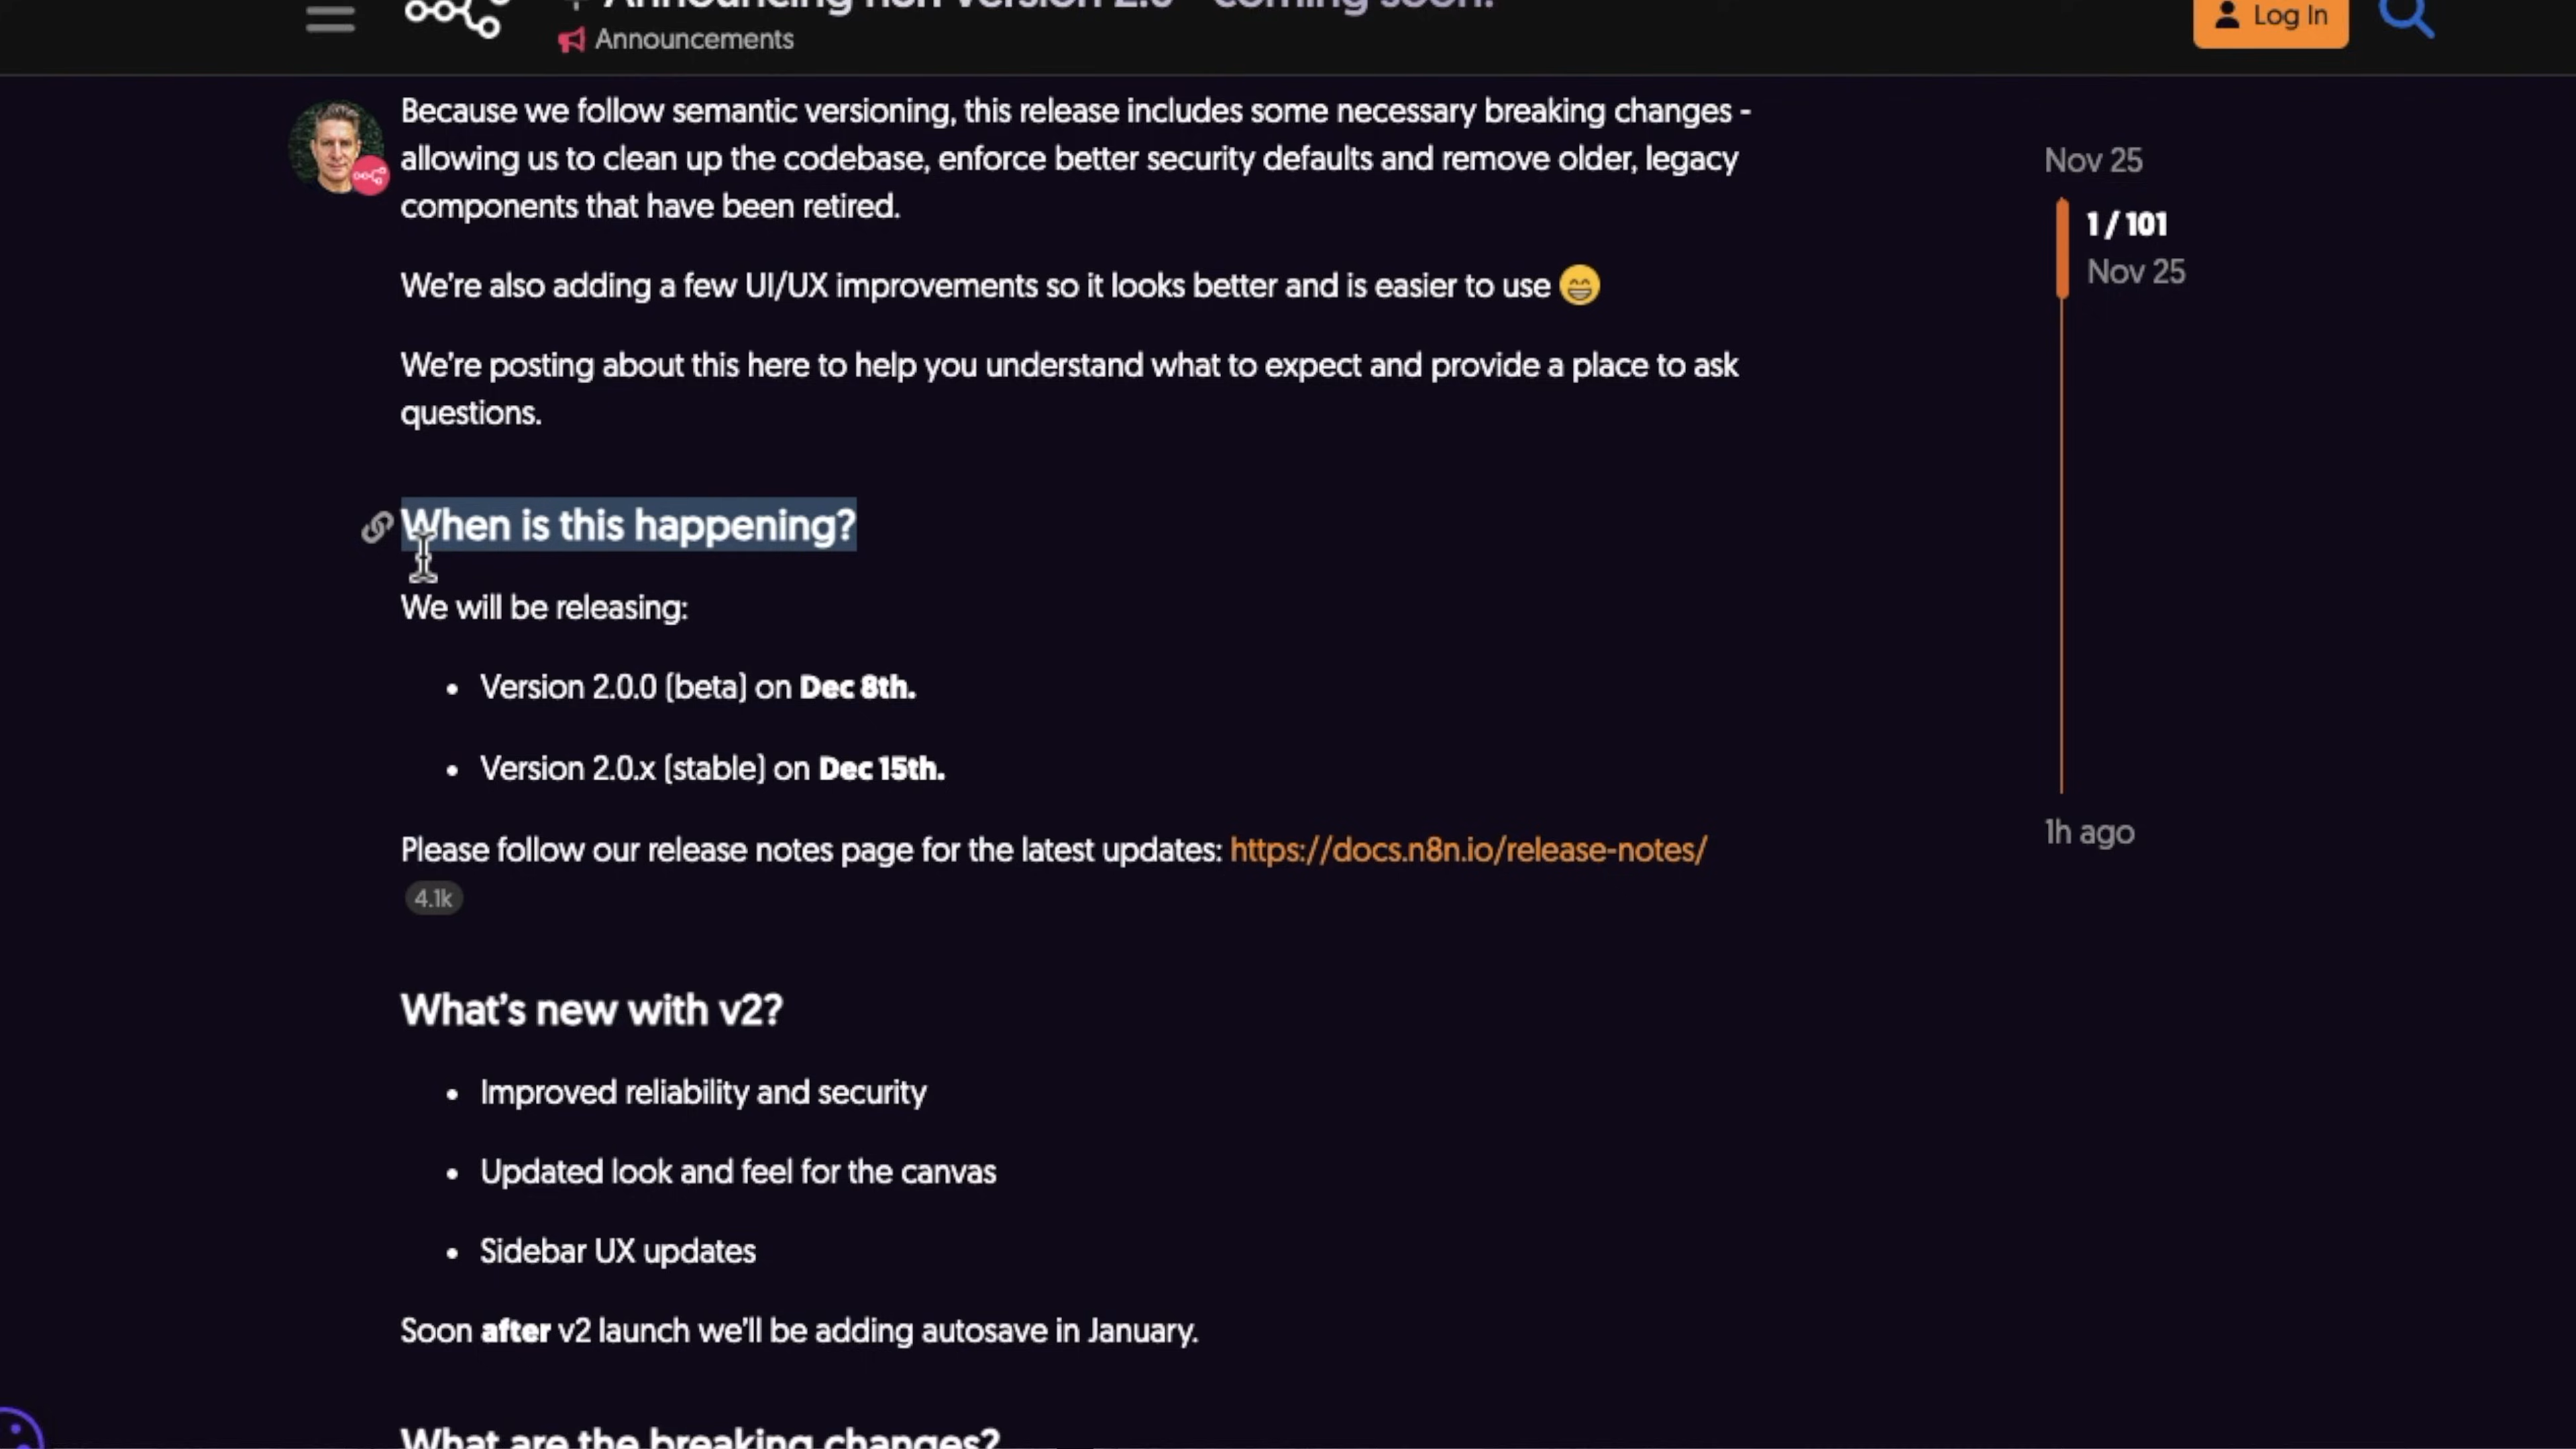 Announcing n8n version 2.0 - coming soon!
Announcements
Log In
Because we follow semantic versioning, this release includes some necessary breaking changes -
allowing us to clean up the codebase, enforce better security defaults and remove older, legacy
components that have been retired.
We're also adding a few UI/UX improvements so it looks better and is easier to use 😁
We're posting about this here to help you understand what to expect and provide a place to ask
questions.
Nov 25
1 / 101
Nov 25
1h ago
When is this happening?
We will be releasing:
• Version 2.0.0 (beta) on Dec 8th.
• Version 2.0.x (stable) on Dec 15th.
Please follow our release notes page for the latest updates: https://docs.n8n.io/release-notes/
4.1k
What's new with v2?
• Improved reliability and security
• Updated look and feel for the canvas
• Sidebar UX updates
Soon after v2 launch we'll be adding autosave in January.
What are the breaking changes?